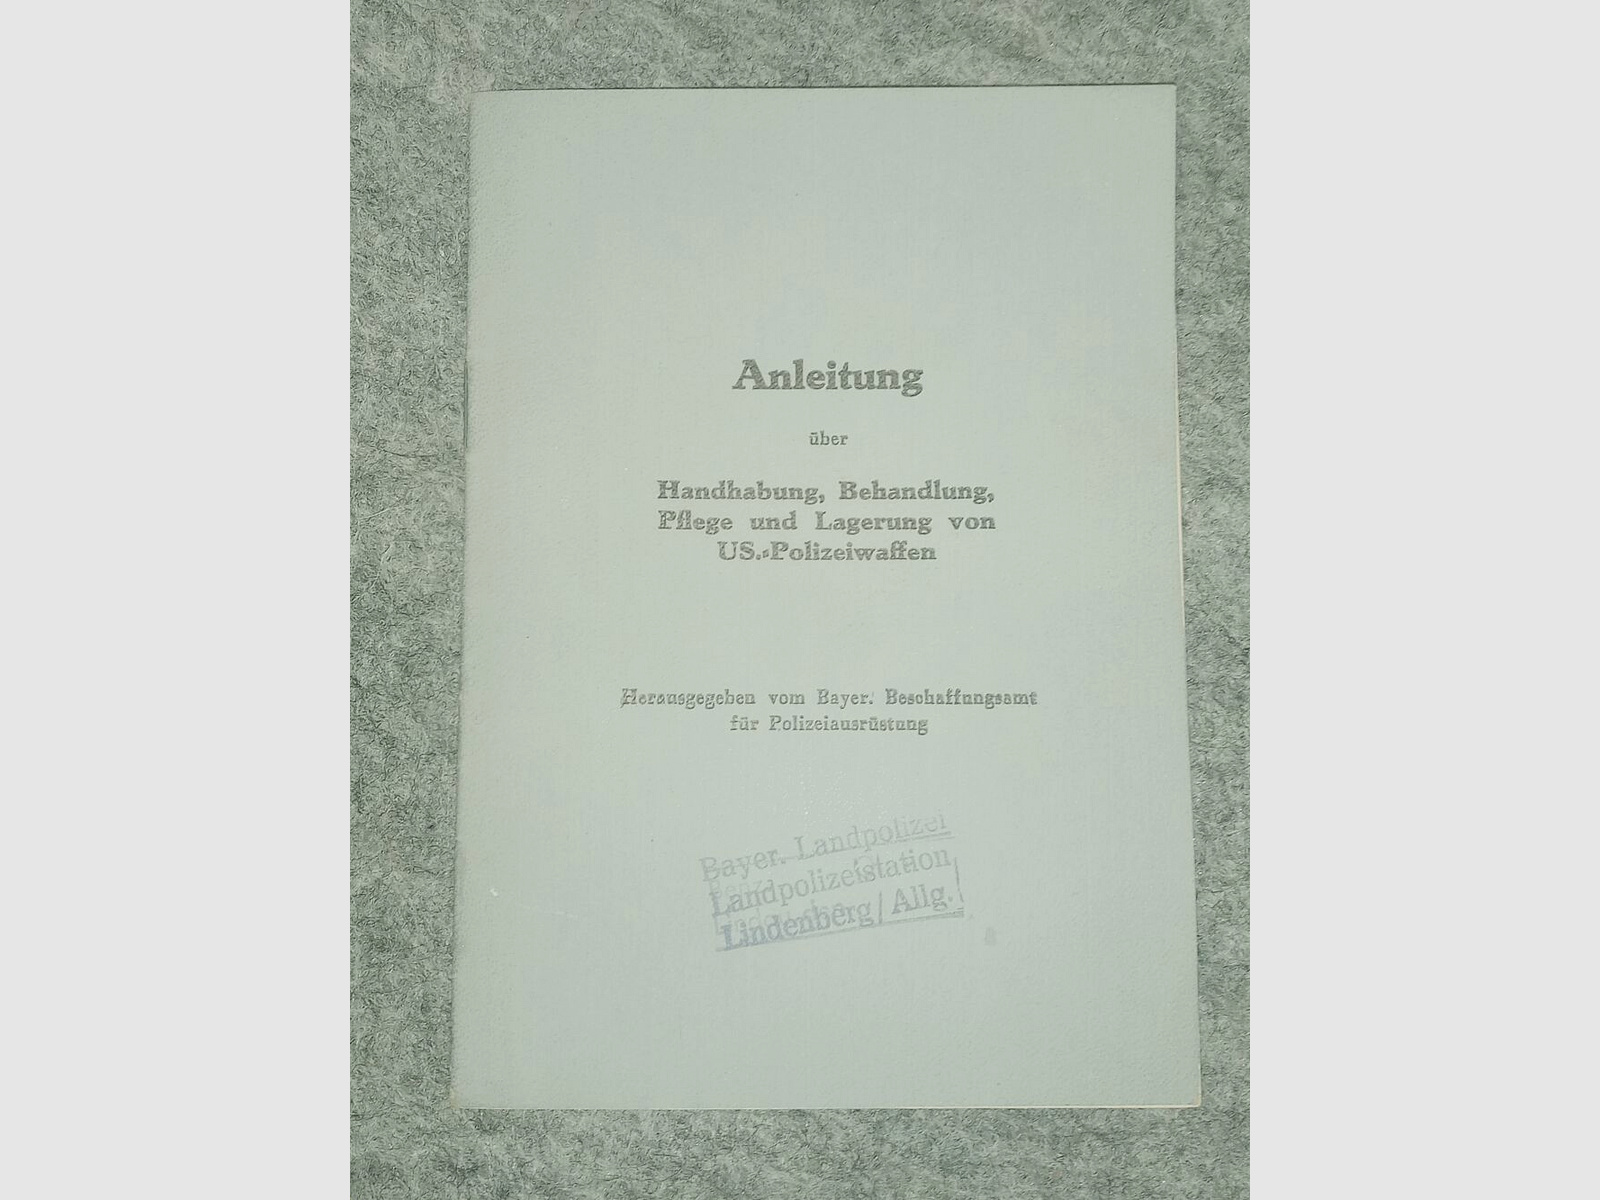 Anleitung
über
Handhabung, Behandlung,
Pflege und Lagerung von
US.-Polizeiwaffen
Herausgegeben vom Bayer. Beschaffungsamt
für Polizeiausrüstung
Bayer. Landpolizei
Landpolizeistation
Lindenberg/Allg.